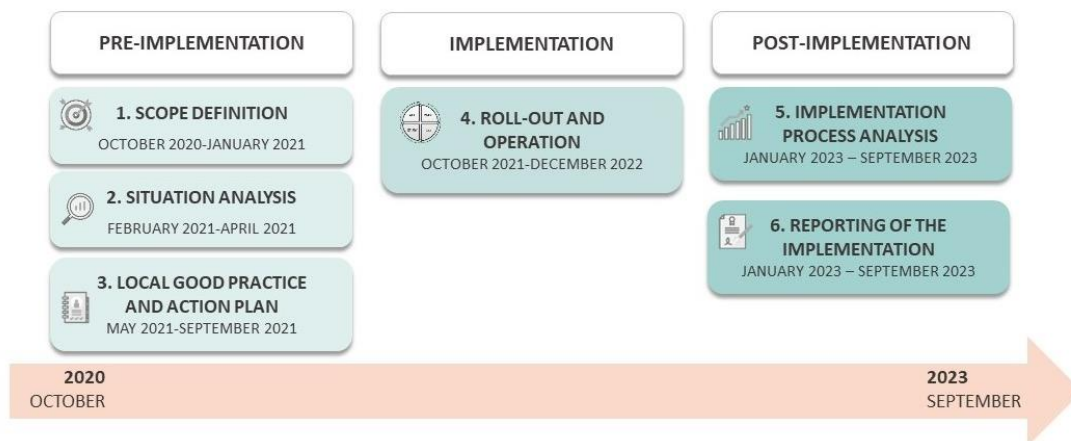 PRE-IMPLEMENTATION
1. SCOPE DEFINITION
OCTOBER 2020-JANUARY 2021
2. SITUATION ANALYSIS
FEBRUARY 2021-APRIL 2021
3. LOCAL GOOD PRACTICE
AND ACTION PLAN
MAY 2021-SEPTEMBER 2021
IMPLEMENTATION
4. ROLL-OUT AND
OPERATION
OCTOBER 2021-DECEMBER 2022
POST-IMPLEMENTATION
5. IMPLEMENTATION
PROCESS ANALYSIS
JANUARY 2023 – SEPTEMBER 2023
6. REPORTING OF THE
IMPLEMENTATION
JANUARY 2023 – SEPTEMBER 2023
2020
OCTOBER
2023
SEPTEMBER